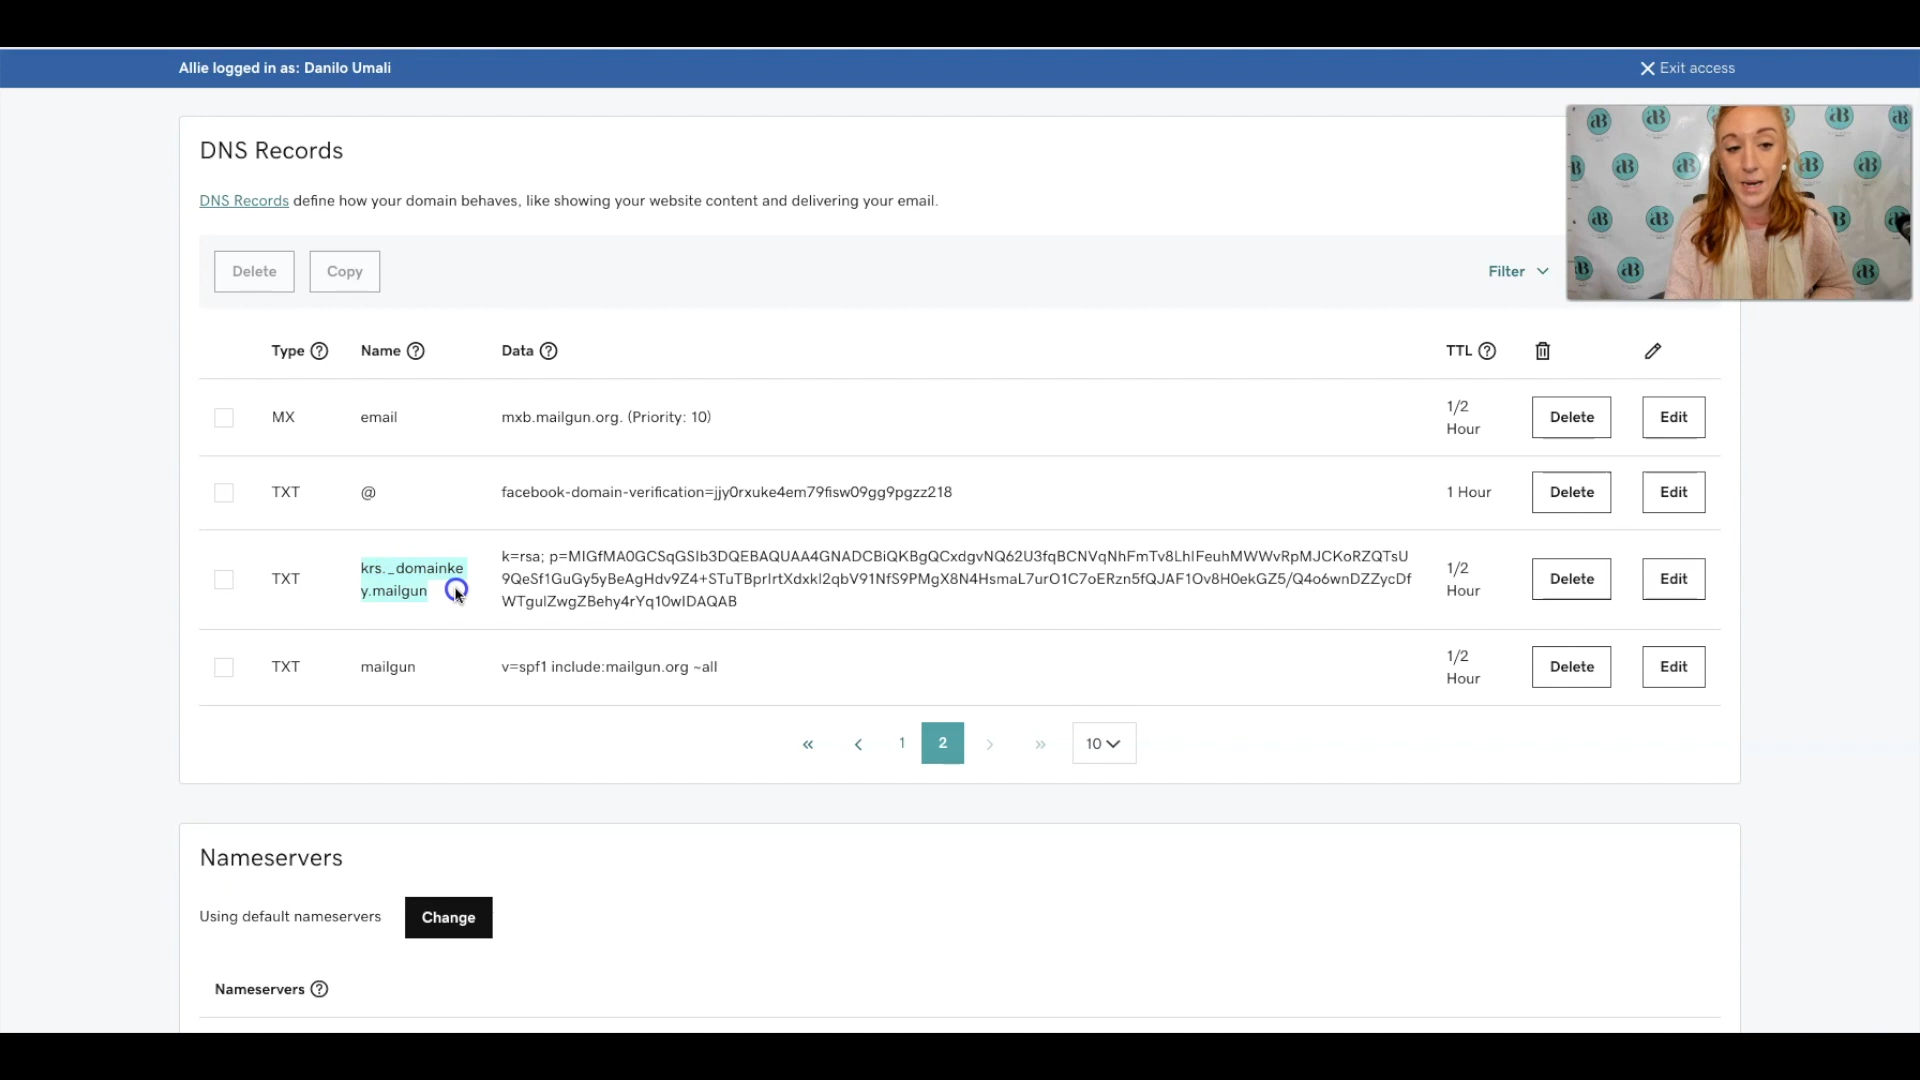 Allie logged in as: Danilo Umali
Exit access
DNS Records
DNS Records define how your domain behaves, like showing your website content and delivering your email.
Delete
Copy
Filter
Type
Name
Data
TTL
MX
email
mxb.mailgun.org. (Priority: 10)
1/2
Hour
Delete
Edit
TXT
@
facebook-domain-verification=jjy0rxuke4em79fisw09gg9pgzz218
1 Hour
Delete
Edit
TXT
krs._domainke
y.mailgun
k=rsa; p=MIGfMA0GCSqGSIb3DQEBAQUAA4GNADCBiQKBgQCxdgvNQ62U3fqBCNVqNhFmTv8LhIFeuhMWWvRpMJCKoRZQTsU
9QeSf1GuGy5yBeAgHdv9Z4+STuTBprIrtXdxkI2qbV91NfS9PMgX8N4HsmaL7urO1C7oERzn5fQJAF1Ov8H0ekGZ5/Q4o6wnDZZycDf
WTgulZwgZBehy4rYq10wIDAQAB
1/2
Hour
Delete
Edit
TXT
mailgun
v=spf1 include:mailgun.org ~all
1/2
Hour
Delete
Edit
« ‹ 1 2 › »
10
Nameservers
Using default nameservers
Change
Nameservers